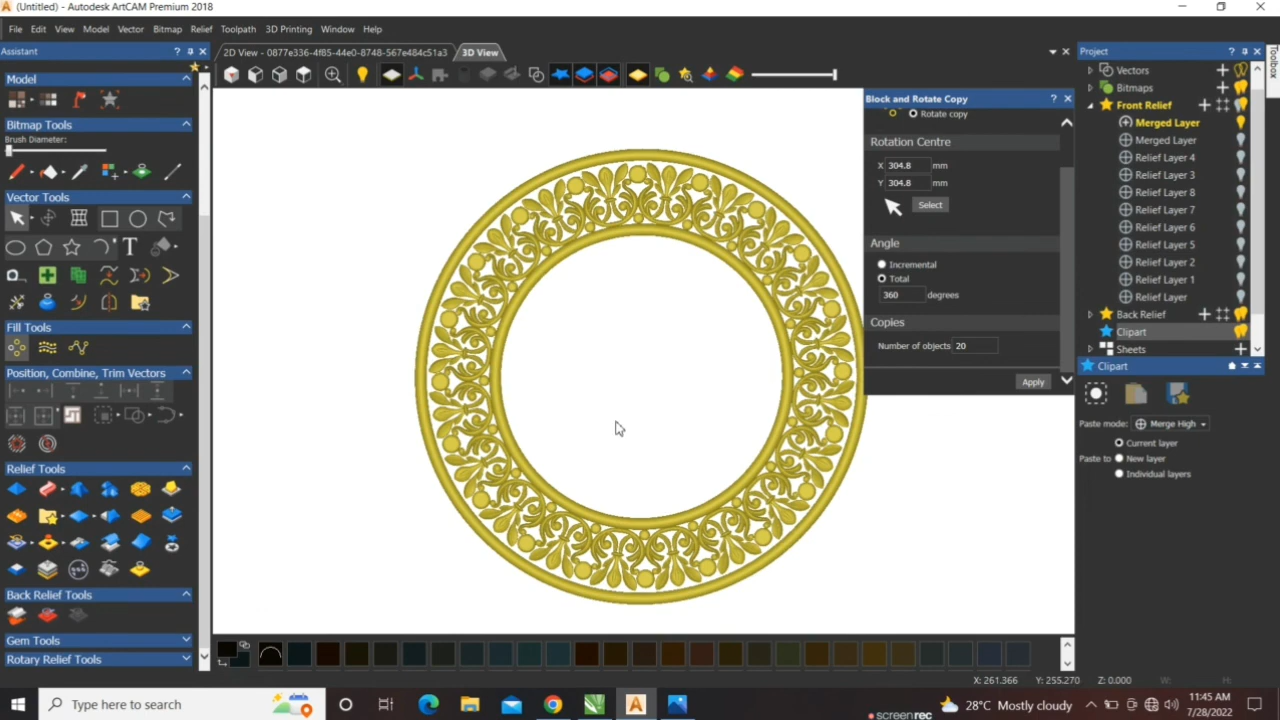 (Untitled) - Autodesk ArtCAM Premium 2018
File Edit View Model Vector Bitmap Relief Toolpath 3D Printing Window Help
Assistant
2D View - 0877e336-4f85-44e0-8748-567e484c51a3
3D View
Model
Bitmap Tools
Brush Diameter:
Vector Tools
T
Fill Tools
Position, Combine, Trim Vectors
Relief Tools
Back Relief Tools
Gem Tools
Rotary Relief Tools
Block and Rotate Copy
Rotate copy
Rotation Centre
X 304.8 mm
Y 304.8 mm
Select
Angle
Incremental
Total
360 degrees
Copies
Number of objects 20
Apply
Project
Toolbox
Vectors
Bitmaps
Front Relief
Merged Layer
Merged Layer
Relief Layer 4
Relief Layer 3
Relief Layer 8
Relief Layer 7
Relief Layer 6
Relief Layer 5
Relief Layer 2
Relief Layer 1
Relief Layer
Back Relief
Clipart
Sheets
Clipart
Paste mode: Merge High
Current layer
Paste to New layer
Individual layers
X: 261.366 Y: 255.270 Z: 0.000 W: H:
Type here to search
28°C Mostly cloudy
11:45 AM
7/28/2022
screenrec